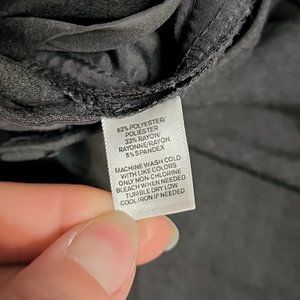 62% POLYESTER/
POLIESTER
33% RAYON/
RAYONNE/RAYON
5% SPANDEX
MACHINE WASH COLD
WITH LIKE COLORS
ONLY NON CHLORINE
BLEACH WHEN NEEDED
TUMBLE DRY LOW
COOL IRON IF NEEDED